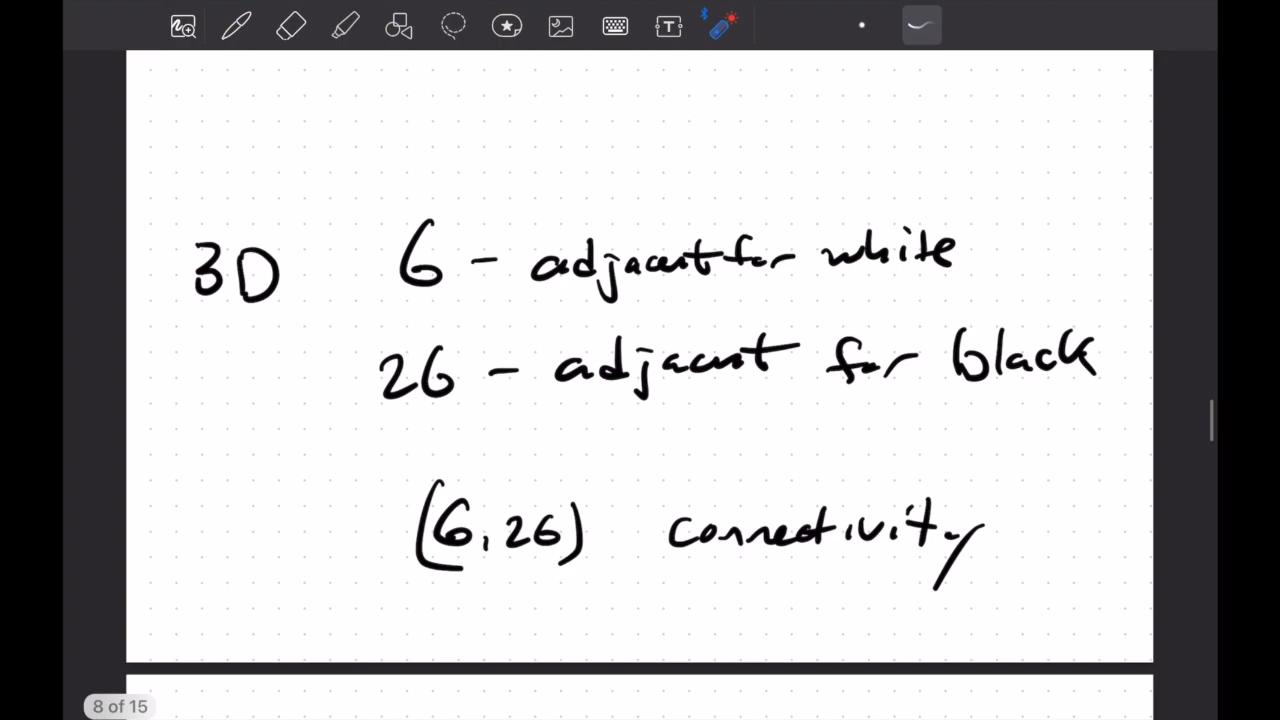 3D 6 - adjacent for white
26 - adjacent for black
(6,26) connectivity
8 of 15